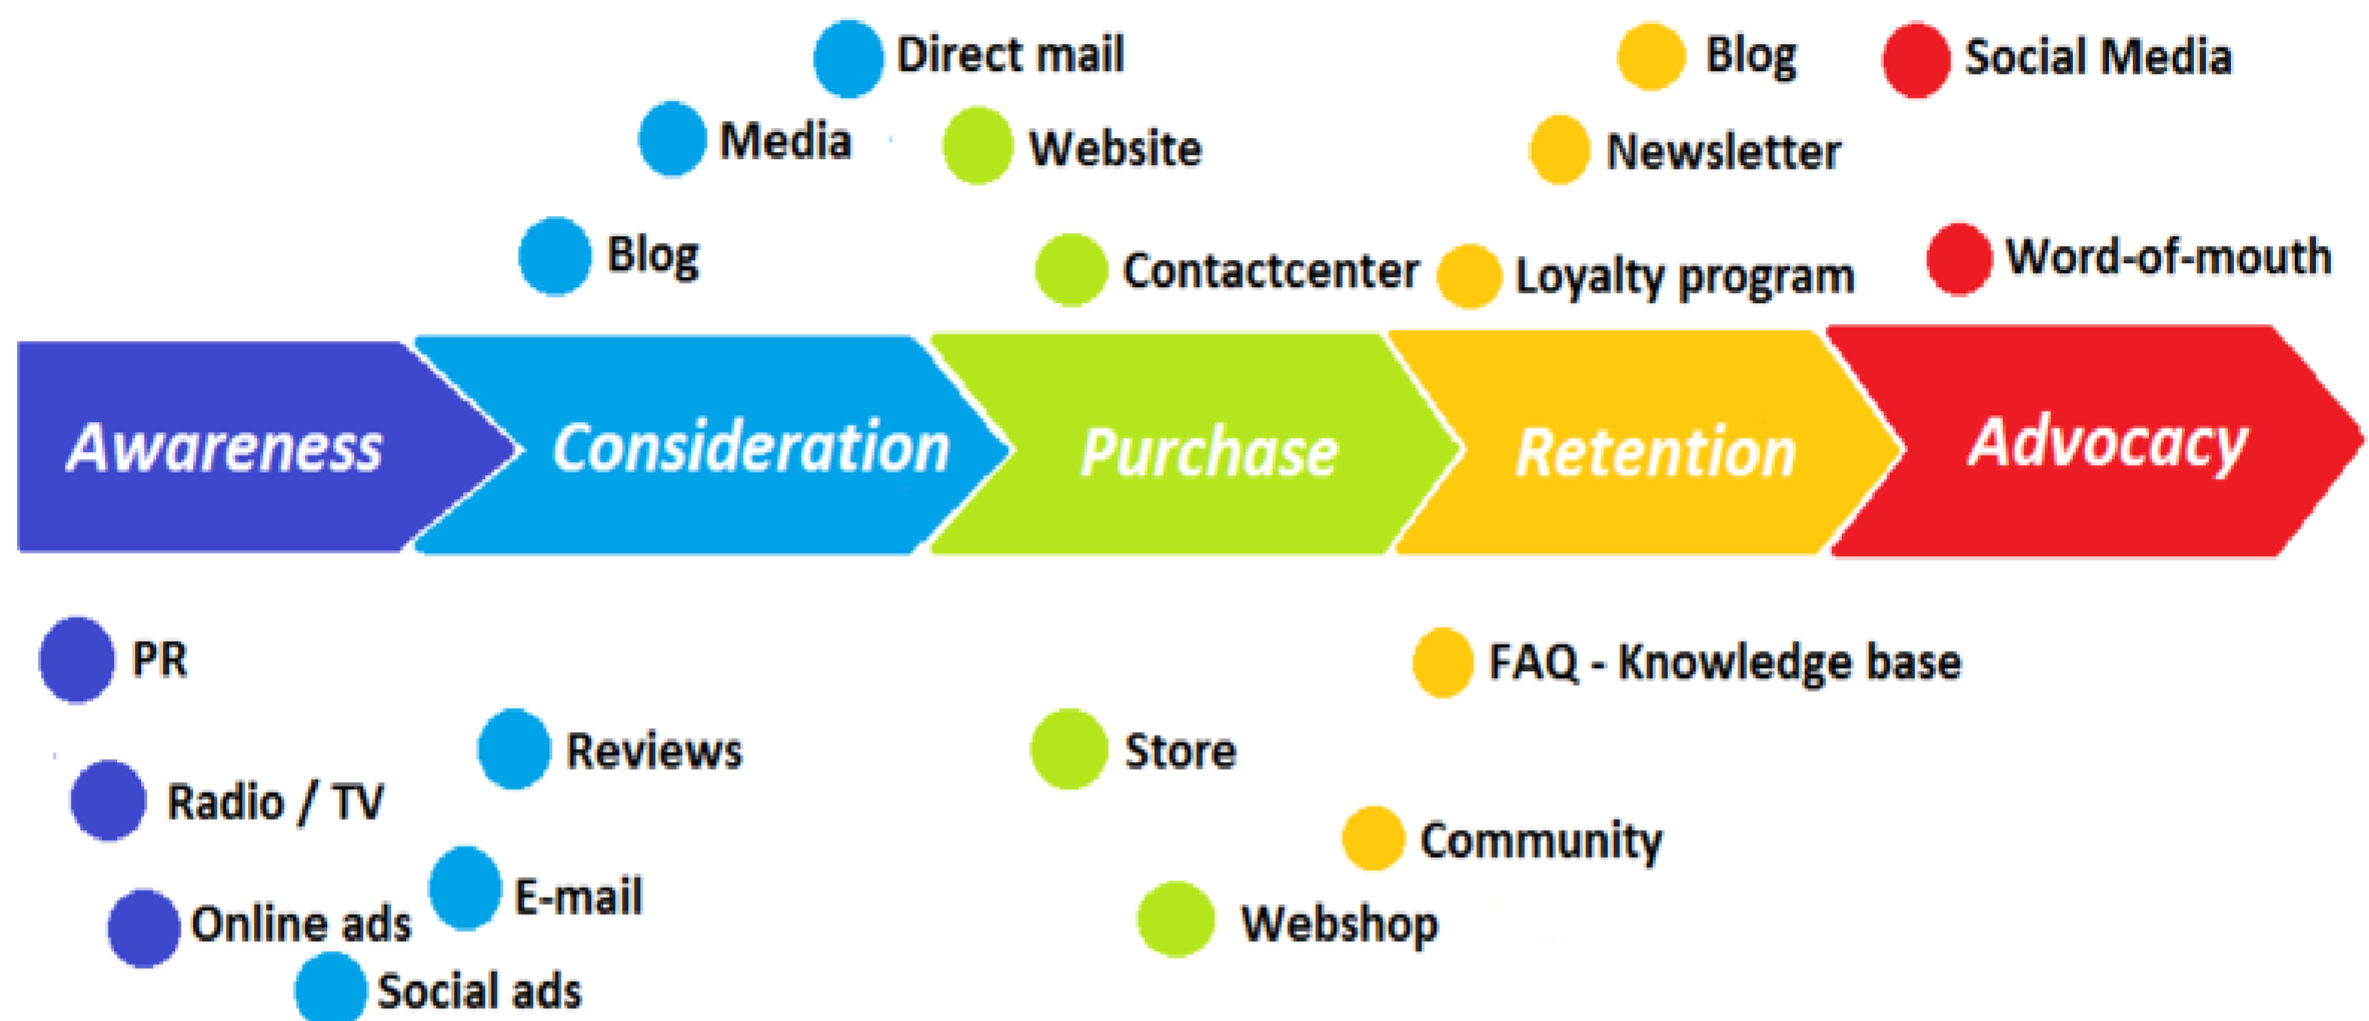 Direct mail
Blog
Social Media
Media
Website
Newsletter
Blog
Contactcenter
Loyalty program
Word-of-mouth
Awareness
Consideration
Purchase
Retention
Advocacy
PR
FAQ - Knowledge base
Reviews
Store
Radio / TV
Community
E-mail
Online ads
Webshop
Social ads